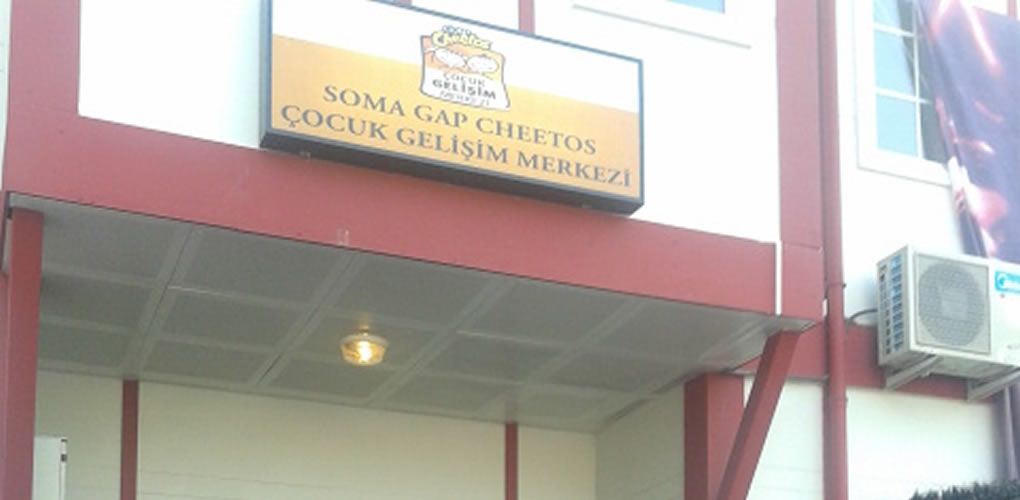 Cheetos
ÇOCUK
GELİŞİM
MERKEZİ
SOMA GAP CHEETOS
ÇOCUK GELİŞİM MERKEZİ